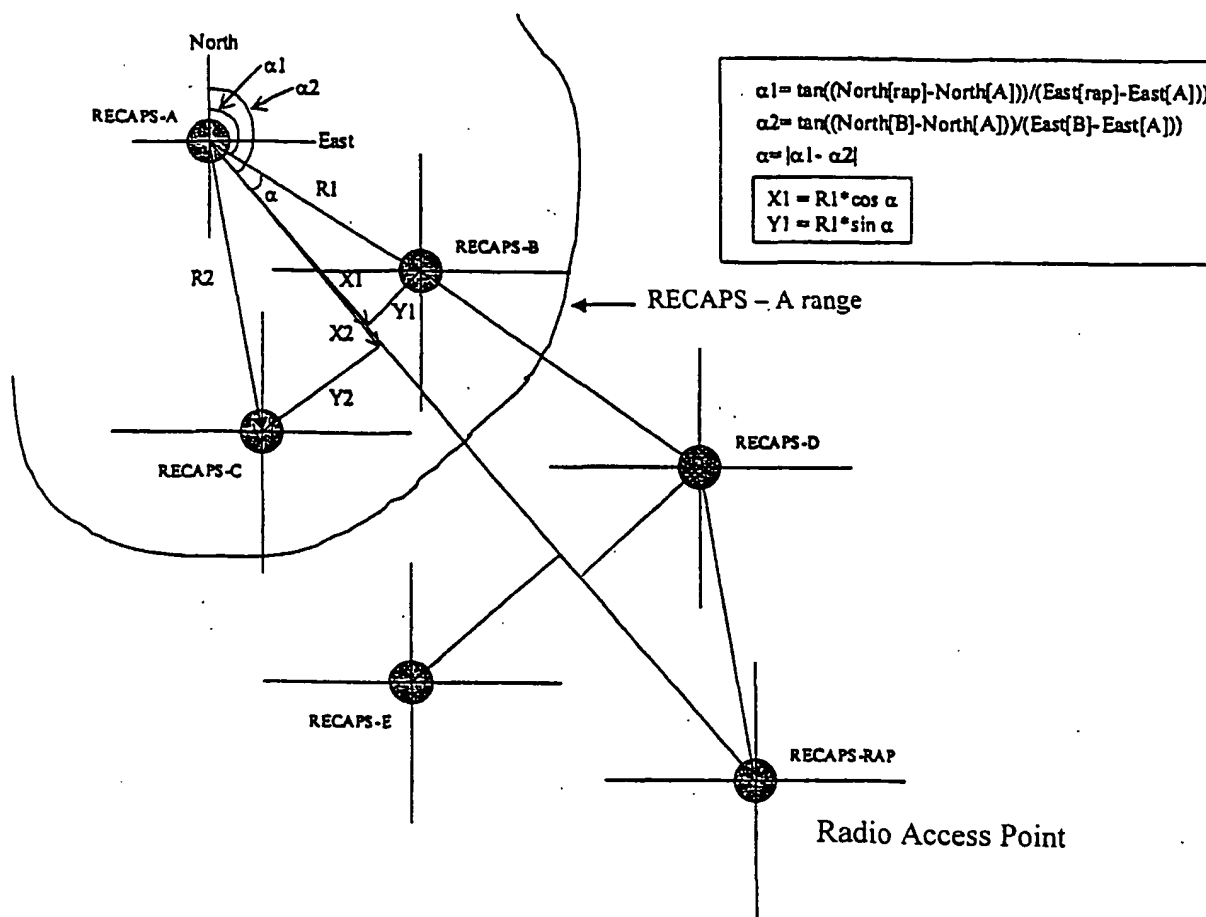 North
α1
α2
RECAPS-A
East
α
R1
R2
RECAPS-B
X1
Y1
X2
Y2
RECAPS – A range
RECAPS-C
RECAPS-D
RECAPS-E
RECAPS-RAP
Radio Access Point
α1= tan((North[rap]-North[A]))/(East[rap]-East[A]))
α2= tan((North[B]-North[A]))/(East[B]-East[A]))
α= |α1- α2|
X1 = R1*cos α
Y1 = R1*sin α